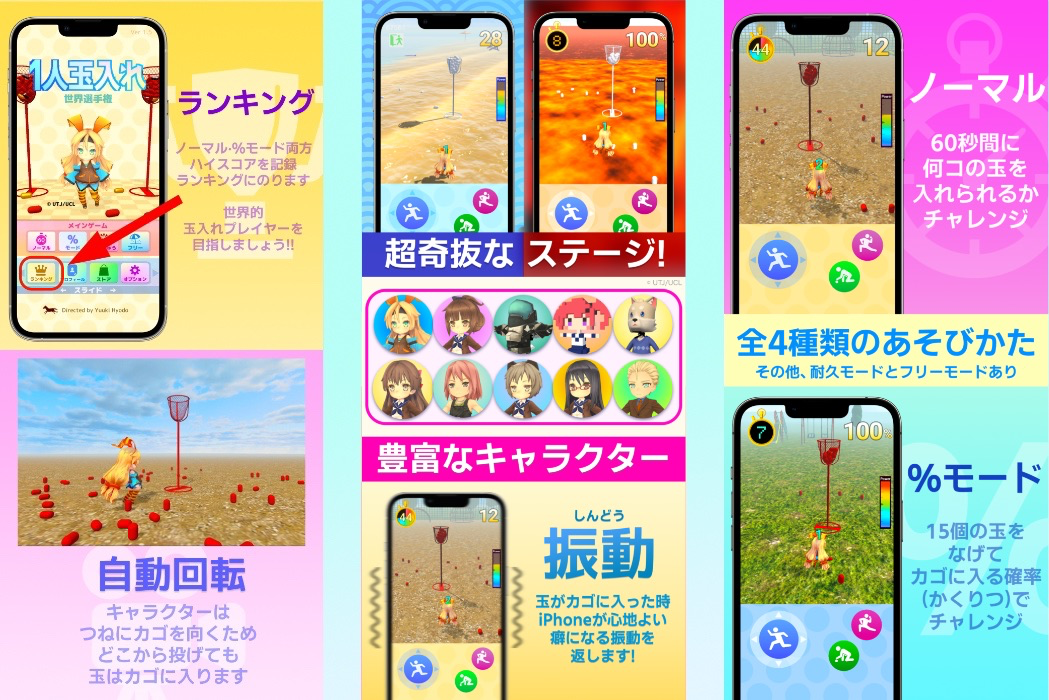 Ver 1.5
1人玉入れ
世界選手権
© UTJ/UCL
メインゲーム
ノーマル
%モード
フリー
ランキング
ストア
オプション
← スライド →
Directed by Yuuki Ryodo
ランキング
ノーマル・%モード両方
ハイスコアを記録
ランキングにのります
世界的
玉入れプレイヤーを
目指しましょう!!
自動回転
キャラクターは
つねにカゴを向くため
どこから投げても
玉はカゴに入ります
28
8
100%
超奇抜な ステージ!
© UTJ/UCL
豊富なキャラクター
44
12
しんどう
振動
玉がカゴに入った時
iPhoneが心地よい
癖になる振動を
返します!
44
12
ノーマル
60秒間に
何コの玉を
入れられるか
チャレンジ
全4種類のあそびかた
その他、耐久モードとフリーモードあり
7
100%
%モード
15個の玉を
なげて
カゴに入る確率
(かくりつ)で
チャレンジ